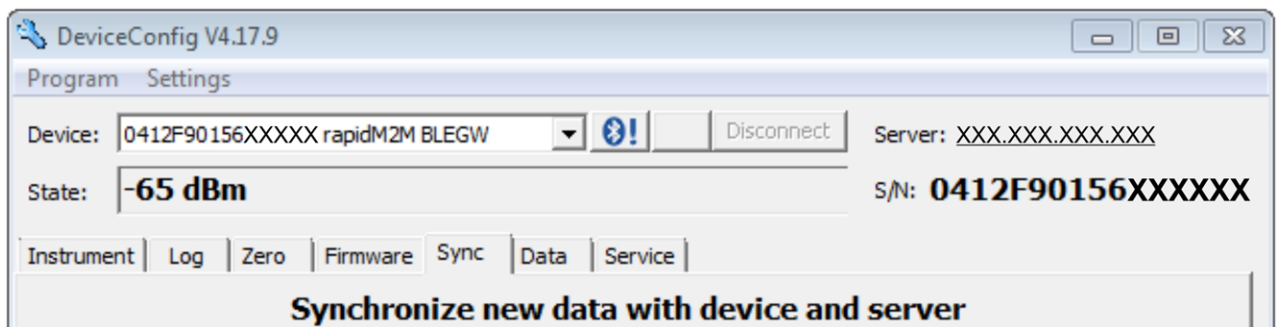 DeviceConfig V4.17.9
Program Settings
Device: 0412F90156XXXXX rapidM2M BLEGW ! Disconnect Server: XXX.XXX.XXX.XXX
State: -65 dBm S/N: 0412F90156XXXXXX
Instrument Log Zero Firmware Sync Data Service
Synchronize new data with device and server